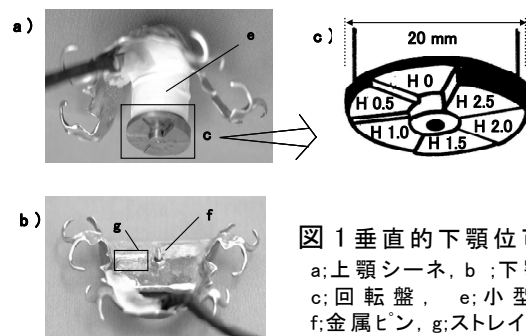 a)
e
c
c)
20 mm
H 0
H 0.5
H 2.5
H 1.0
H 2.0
H 1.5
b)
g
f
図 1 垂直的下顎位
a;上顎シーネ, b ;下顎
c;回転盤, e;小型
f;金属ピン, g;ストレイ